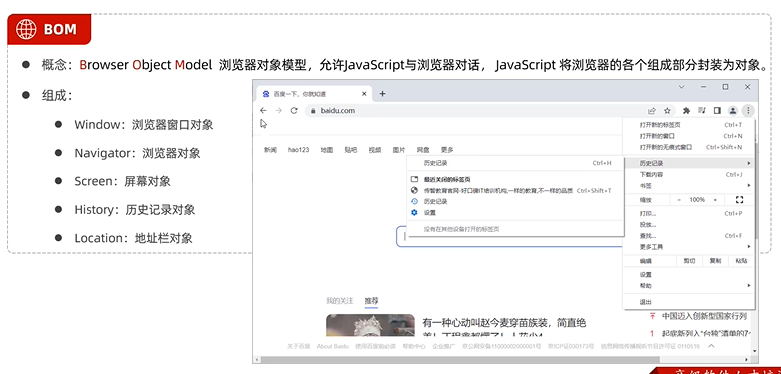 BOM
概念：Browser Object Model 浏览器对象模型，允许JavaScript与浏览器对话， JavaScript 将浏览器的各个组成部分封装为对象。
组成：
Window：浏览器窗口对象
Navigator：浏览器对象
Screen：屏幕对象
History：历史记录对象
Location：地址栏对象
百度一下，你就知道
baidu.com
新闻 hao123 地图 贴吧 视频 图片 网盘 更多
历史记录 Ctrl+H
最近关闭的标签页
传智教育官网-好口碑IT培训机构,一样的教育,不一样的品质 Ctrl+Shift+T
历史记录
设置
没有在其他设备打开的标签页
打开新的标签页 Ctrl+T
打开新的窗口 Ctrl+N
打开新的无痕式窗口 Ctrl+Shift+N
历史记录
下载内容 Ctrl+J
书签
缩放 − 100% +
打印... Ctrl+P
投放...
查找... Ctrl+F
更多工具
编辑 剪切 复制 粘贴
设置
帮助
退出
我的关注 推荐
有一种心动叫赵今麦穿苗族装，简直绝
中国迈入创新型国家行列
1 起底新列入“台独”清单的7
关于百度 About Baidu 使用百度前必读 帮助中心 企业推广 京公网安备11000002000001号 京ICP证030173号 信息网络传播视听节目许可证 0110516